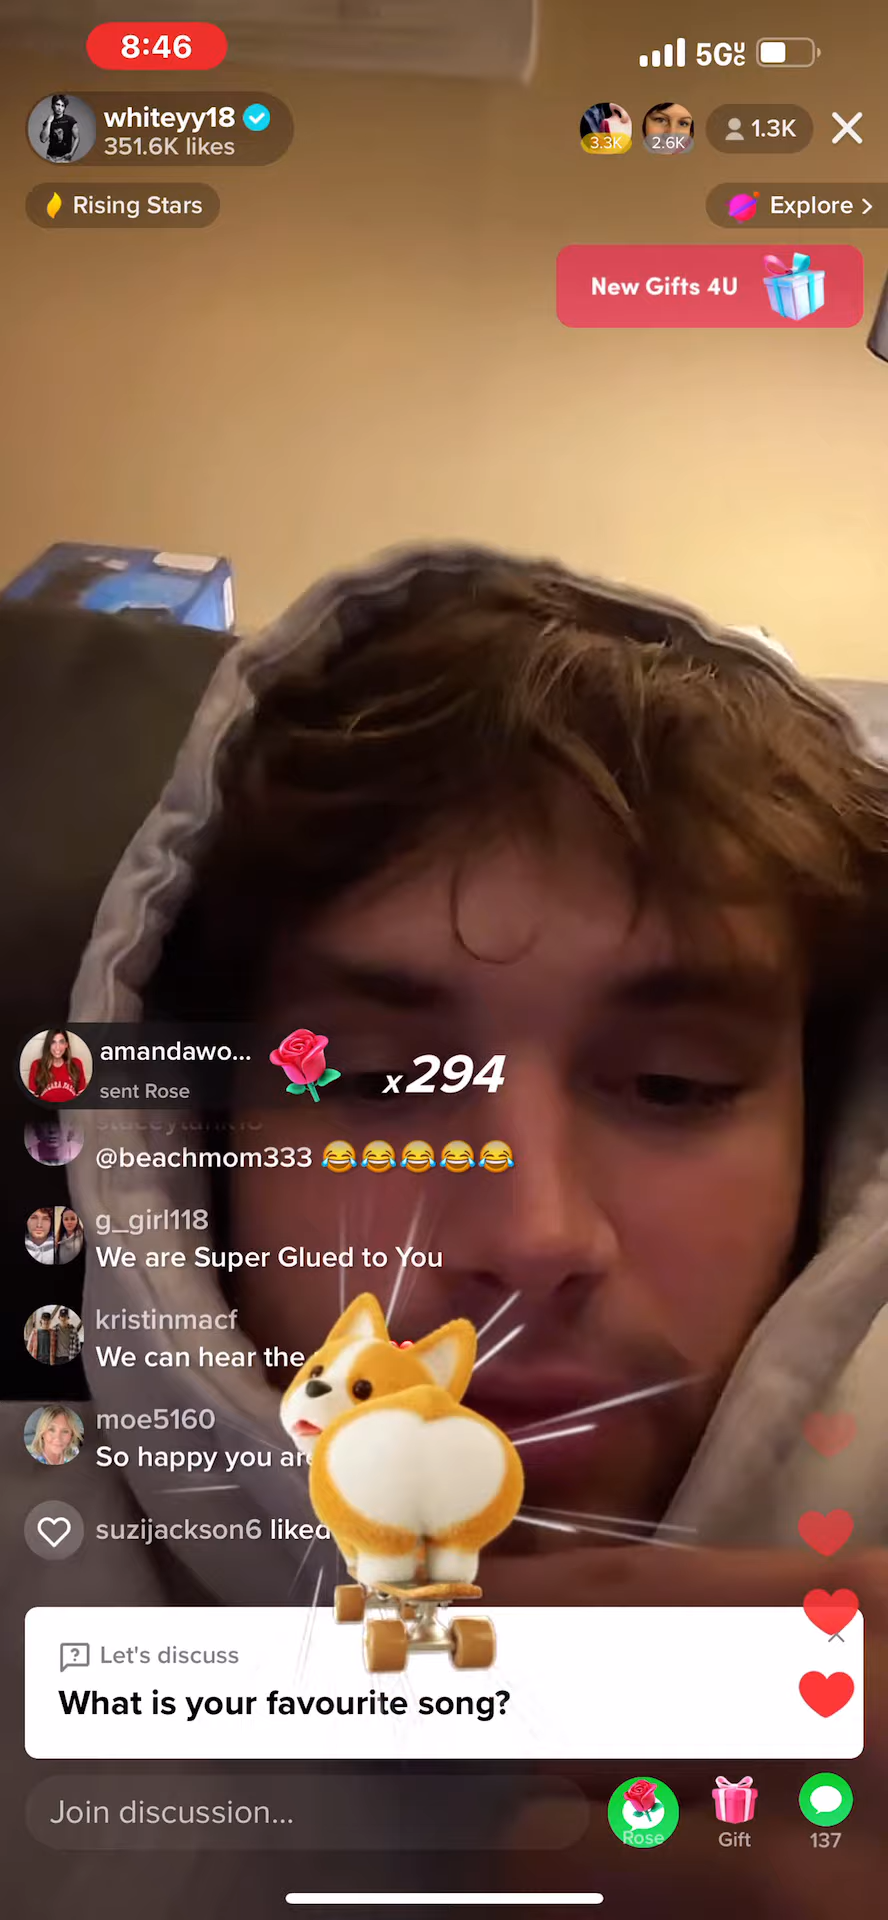 8:46
5G UC
whiteyy18
351.6K likes
3.3K
2.6K
1.3K
Rising Stars
Explore >
New Gifts 4U
amandawo...
sent Rose
x294
@beachmom333 😂😂😂😂😂
g_girl118
We are Super Glued to You
kristinmacf
We can hear the
moe5160
So happy you are
suzijackson6 liked
Let's discuss
What is your favourite song?
Join discussion...
Rose
Gift
137